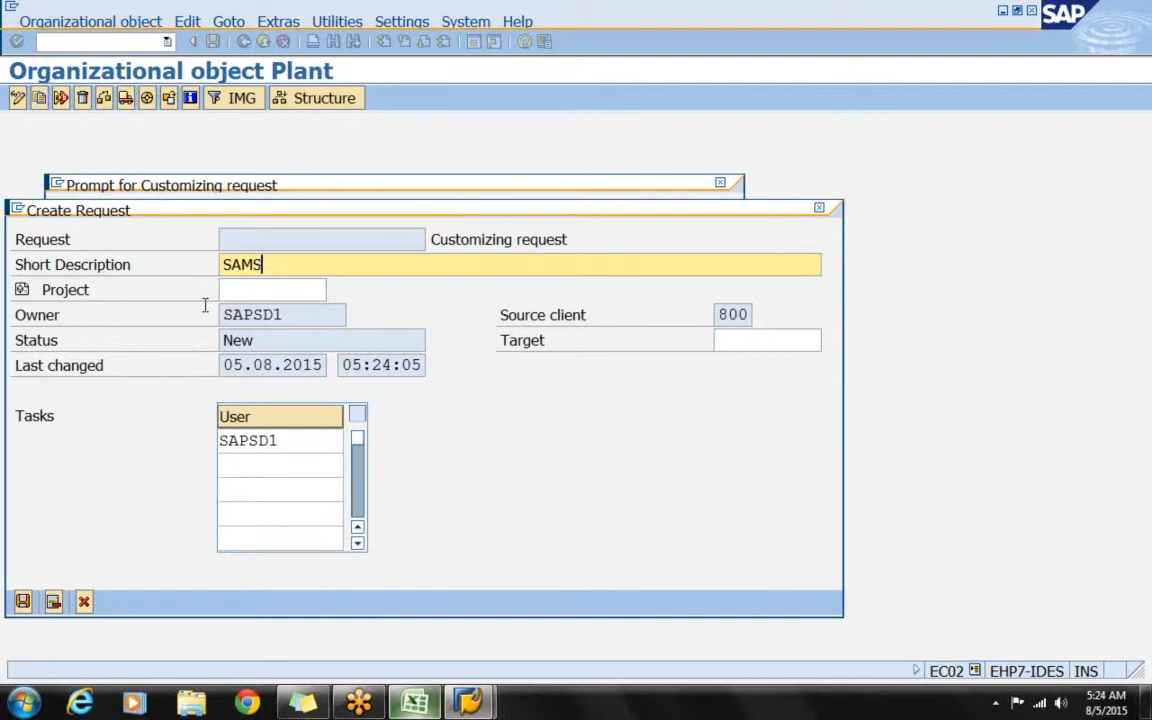 Organizational object Edit Goto Extras Utilities Settings System Help
SAP
Organizational object Plant
IMG Structure
Prompt for Customizing request
Create Request
Request Customizing request
Short Description SAMS
Project
Owner SAPSD1 Source client 800
Status New Target
Last changed 05.08.2015 05:24:05
Tasks User
SAPSD1
EC02 EHP7-IDES INS
5:24 AM
8/5/2015